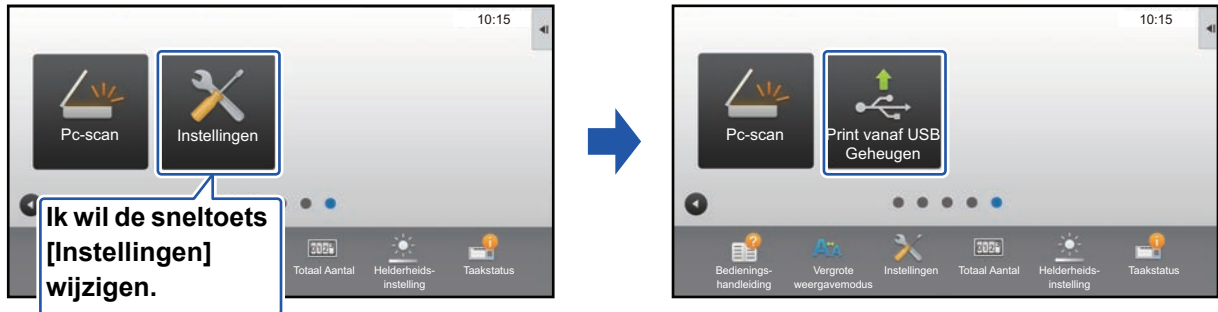 10:15
Pc-scan
Instellingen
Ik wil de sneltoets
[Instellingen]
wijzigen.
Totaal Aantal
Helderheids-
instelling
Taakstatus
10:15
Pc-scan
Print vanaf USB
Geheugen
Bedienings-
handleiding
Vergrote
weergavemodus
Instellingen
Totaal Aantal
Helderheids-
instelling
Taakstatus